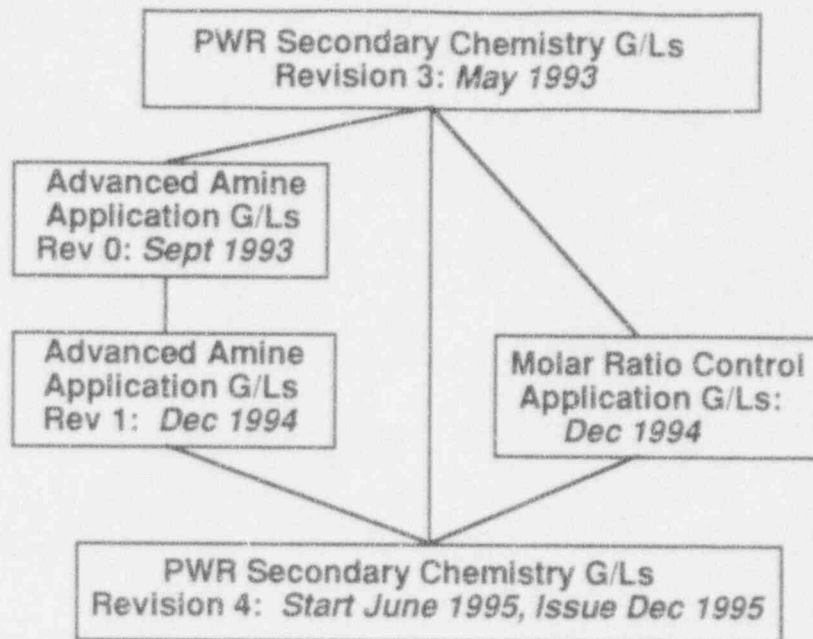 PWR Secondary Chemistry G/Ls
Revision 3: May 1993
Advanced Amine
Application G/Ls
Rev 0: Sept 1993
Advanced Amine
Application G/Ls
Rev 1: Dec 1994
Molar Ratio Control
Application G/Ls:
Dec 1994
PWR Secondary Chemistry G/Ls
Revision 4: Start June 1995, Issue Dec 1995